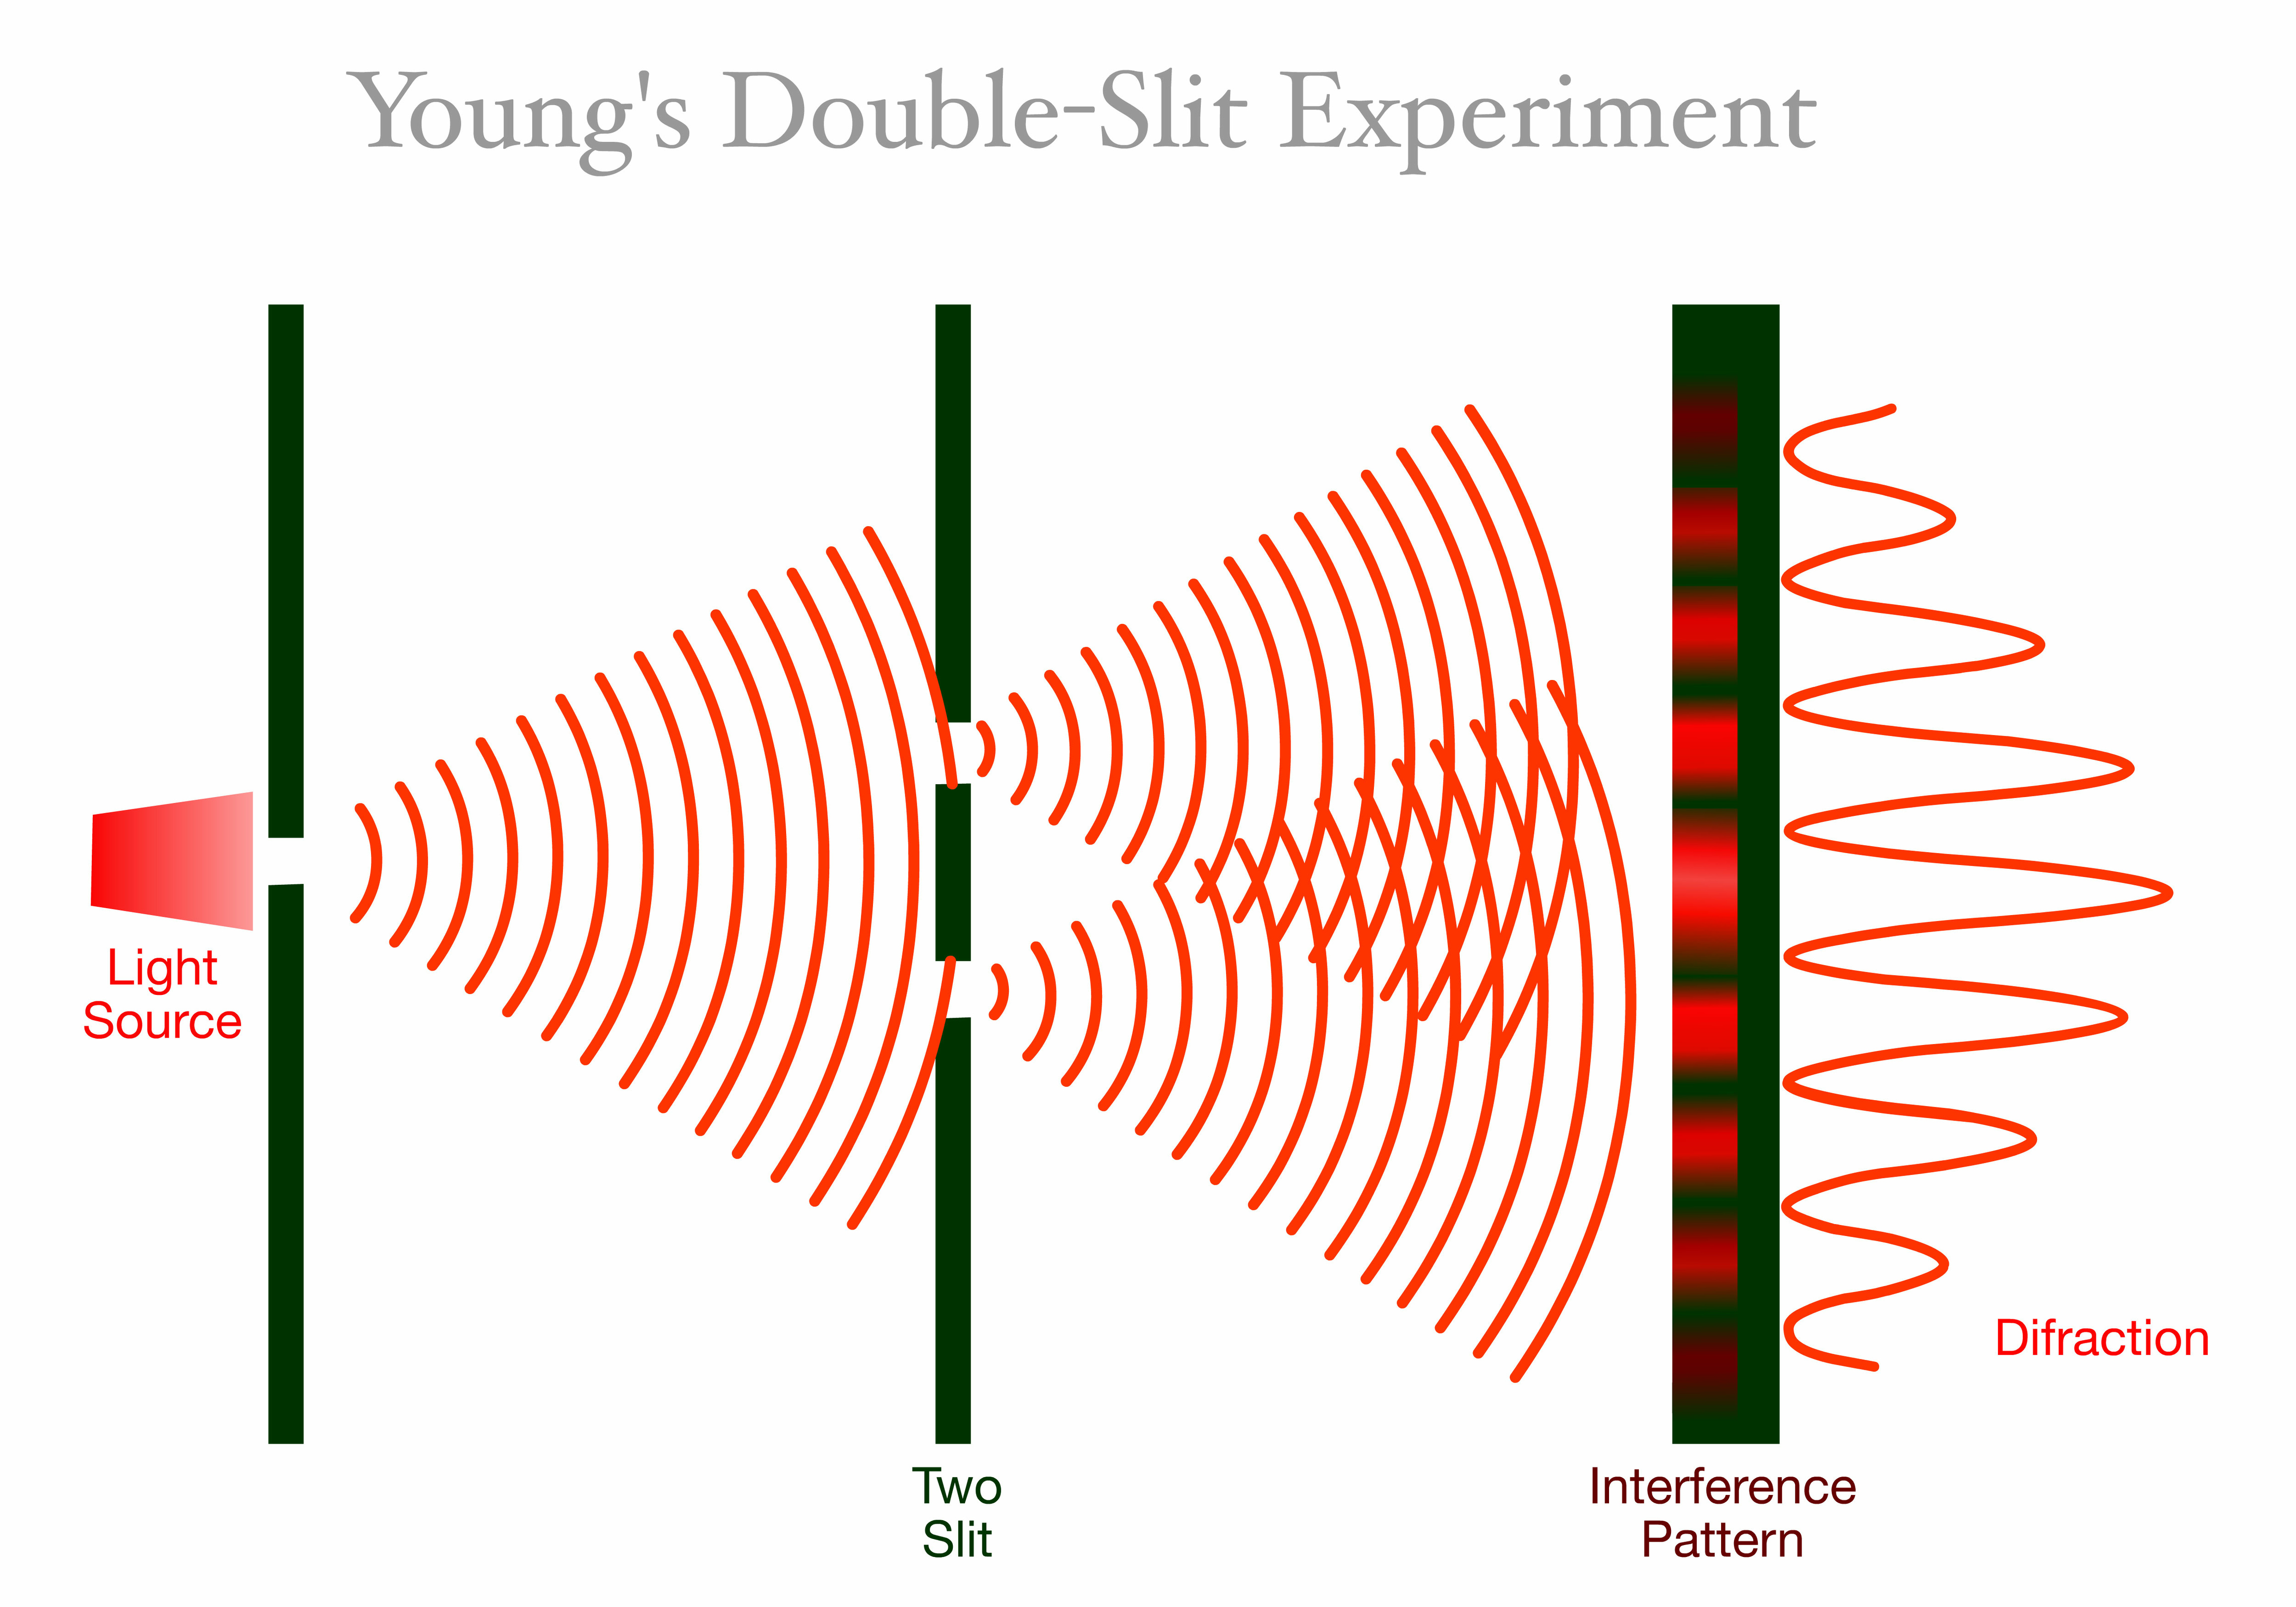 Young's Double-Slit Experiment
Light
Source
Difraction
Two
Slit
Interference
Pattern